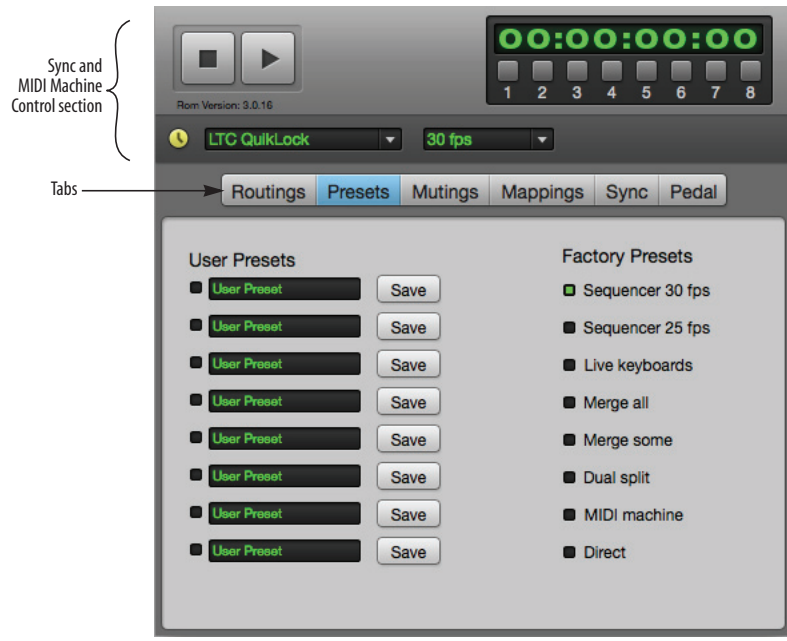 Sync and
MIDI Machine
Control section
00:00:00:00
1 2 3 4 5 6 7 8
Rom Version: 3.0.16
LTC QuikLock
30 fps
Tabs
Routings
Presets
Mutings
Mappings
Sync
Pedal
User Presets
User Preset
Save
User Preset
Save
User Preset
Save
User Preset
Save
User Preset
Save
User Preset
Save
User Preset
Save
User Preset
Save
Factory Presets
Sequencer 30 fps
Sequencer 25 fps
Live keyboards
Merge all
Merge some
Dual split
MIDI machine
Direct